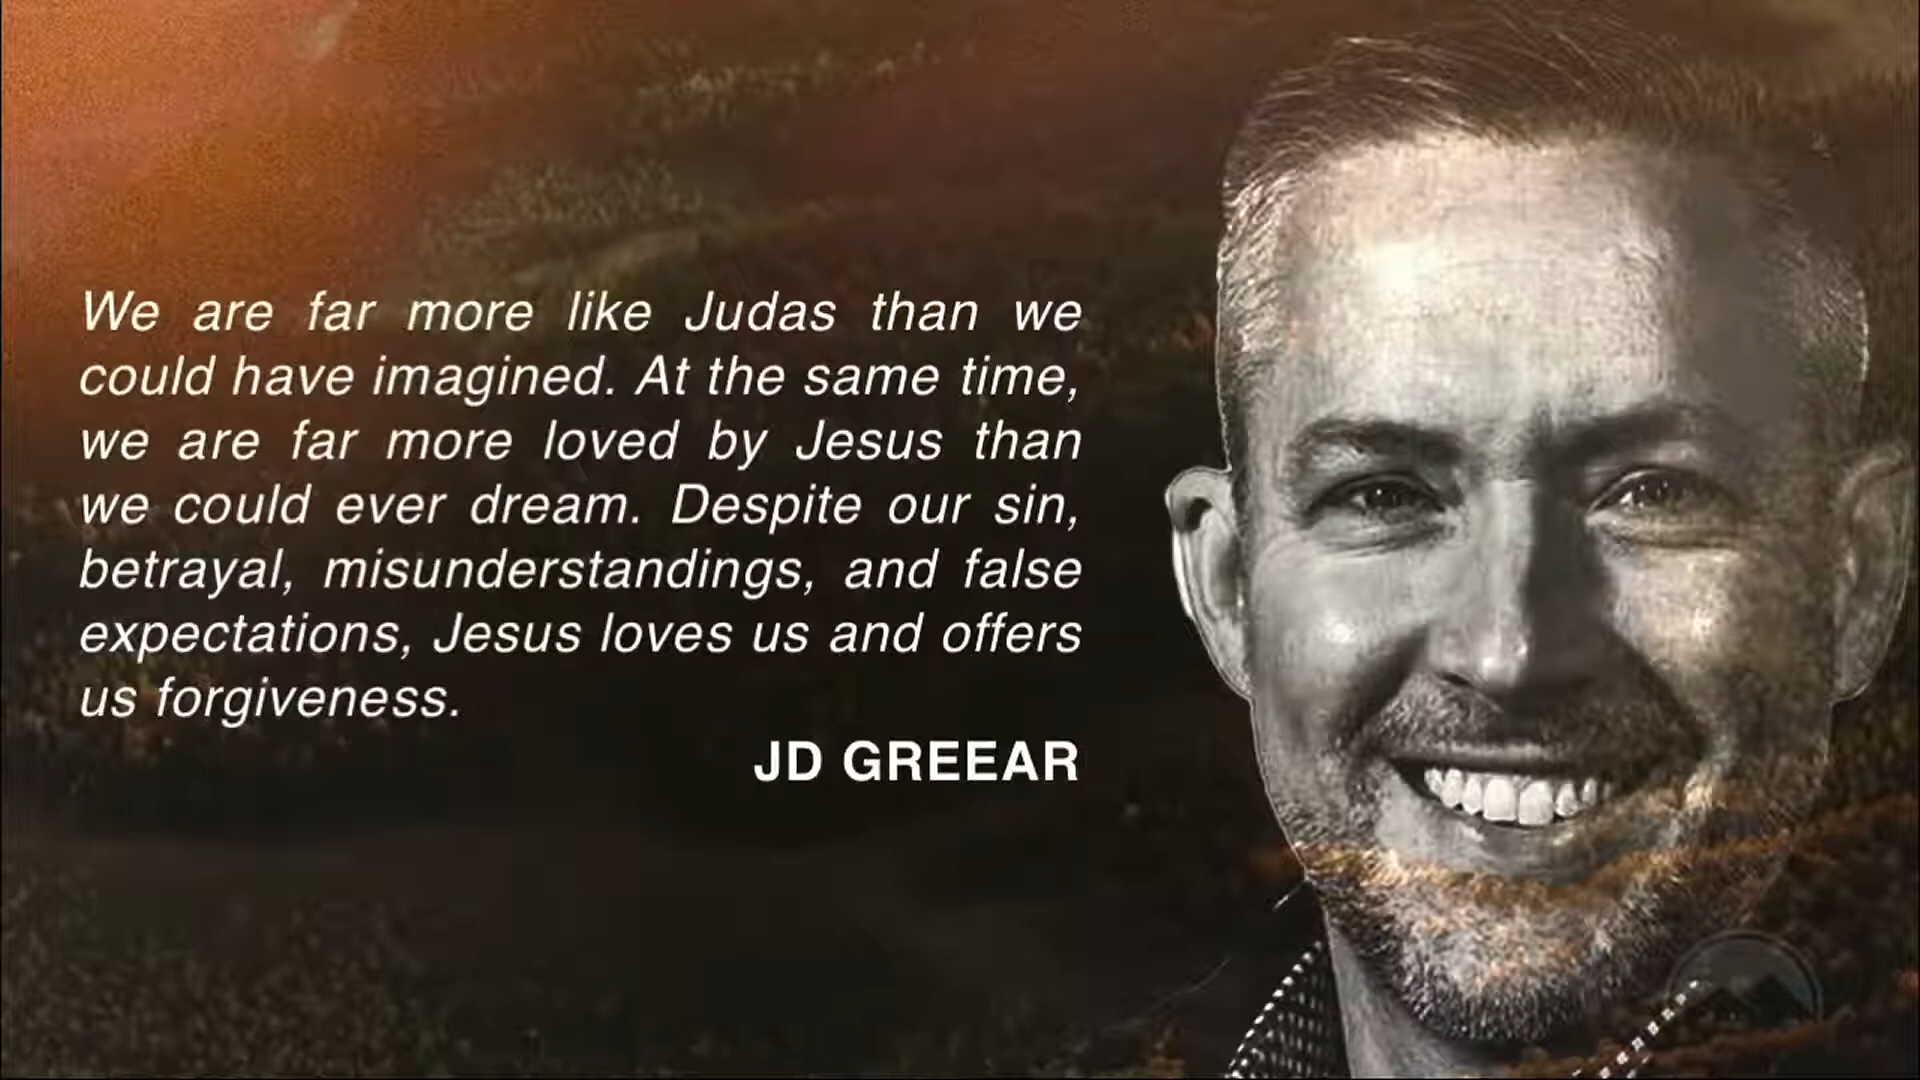 We are far more like Judas than we
could have imagined. At the same time,
we are far more loved by Jesus than
we could ever dream. Despite our sin,
betrayal, misunderstandings, and false
expectations, Jesus loves us and offers
us forgiveness.
JD GREEAR